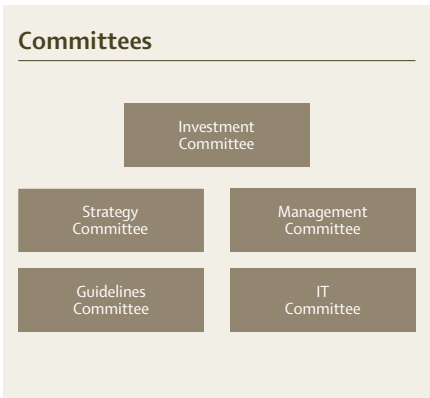 Committees
Investment
Committee
Strategy
Committee
Management
Committee
Guidelines
Committee
IT
Committee